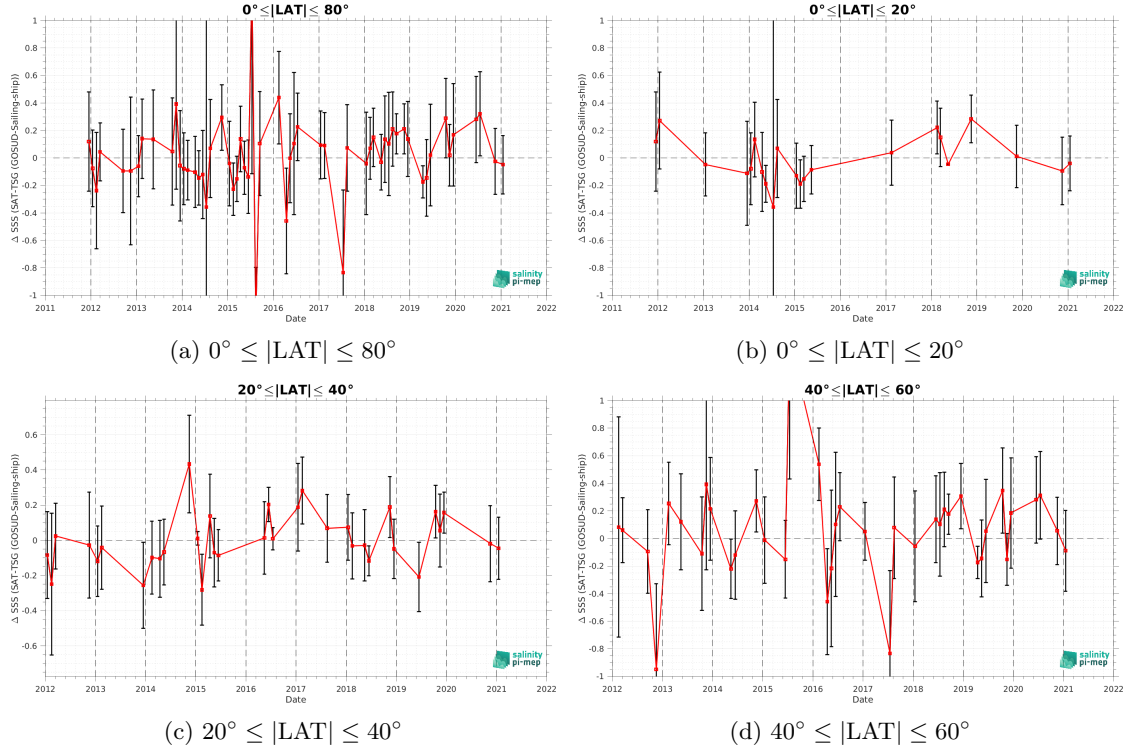 0°≤|LAT|≤ 80°
Δ SSS (SAT-TSG (GOSUD-Sailing-ship))
1
0.8
0.6
0.4
0.2
0
-0.2
-0.4
-0.6
-0.8
-1
2011 2012 2013 2014 2015 2016 2017 2018 2019 2020 2021 2022
Date
salinity
pi-mep
(a) 0° ≤ |LAT| ≤ 80°
0°≤|LAT|≤ 20°
Δ SSS (SAT-TSG (GOSUD-Sailing-ship))
1
0.8
0.6
0.4
0.2
0
-0.2
-0.4
-0.6
-0.8
-1
2011 2012 2013 2014 2015 2016 2017 2018 2019 2020 2021 2022
Date
salinity
pi-mep
(b) 0° ≤ |LAT| ≤ 20°
20°≤|LAT|≤ 40°
Δ SSS (SAT-TSG (GOSUD-Sailing-ship))
0.6
0.4
0.2
0
-0.2
-0.4
-0.6
2012 2013 2014 2015 2016 2017 2018 2019 2020 2021 2022
Date
salinity
pi-mep
(c) 20° ≤ |LAT| ≤ 40°
40°≤|LAT|≤ 60°
Δ SSS (SAT-TSG (GOSUD-Sailing-ship))
1
0.8
0.6
0.4
0.2
0
-0.2
-0.4
-0.6
-0.8
-1
2012 2013 2014 2015 2016 2017 2018 2019 2020 2021 2022
Date
salinity
pi-mep
(d) 40° ≤ |LAT| ≤ 60°